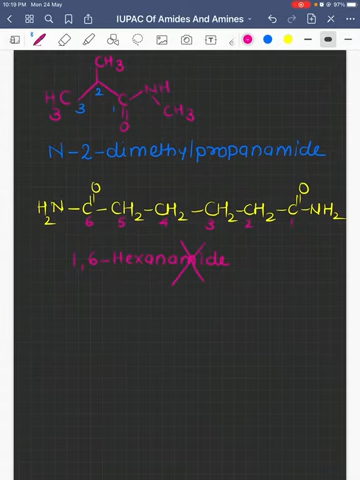 10:19 PM Mon 24 May
97%
IUPAC Of Amides And Amines
CH3
H3C 3 2 C 1 NH
O CH3
N-2-dimethylpropanamide
O O
H2N-C-CH2-CH2-CH2-CH2-C-NH2
6 5 4 3 2 1
1,6-Hexanamide